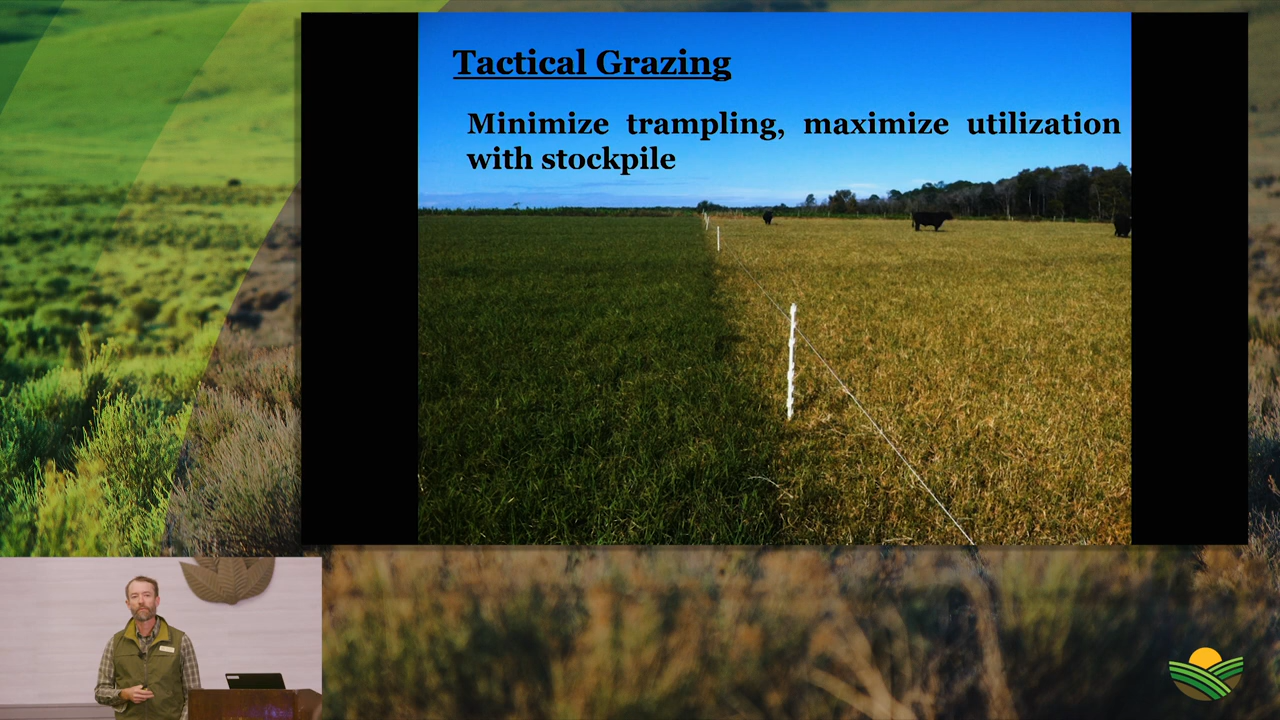 Tactical Grazing
Minimize trampling, maximize utilization
with stockpile